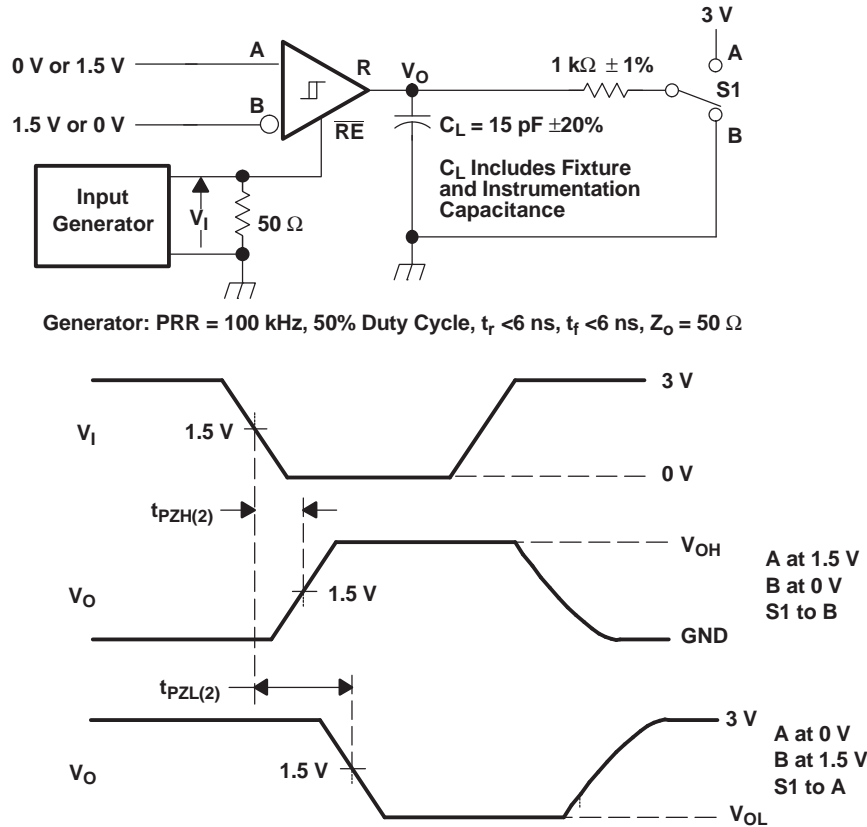 3 V
A
0 V or 1.5 V
A
R
VO
1 kΩ ± 1%
S1
B
1.5 V or 0 V
RE
CL = 15 pF ±20%
B
CL Includes Fixture
and Instrumentation
Capacitance
Input
Generator
VI
50 Ω
Generator: PRR = 100 kHz, 50% Duty Cycle, tr <6 ns, tf <6 ns, Zo = 50 Ω
3 V
VI
1.5 V
0 V
tPZH(2)
VOH
A at 1.5 V
B at 0 V
S1 to B
VO
1.5 V
GND
tPZL(2)
3 V
A at 0 V
B at 1.5 V
S1 to A
VO
1.5 V
VOL